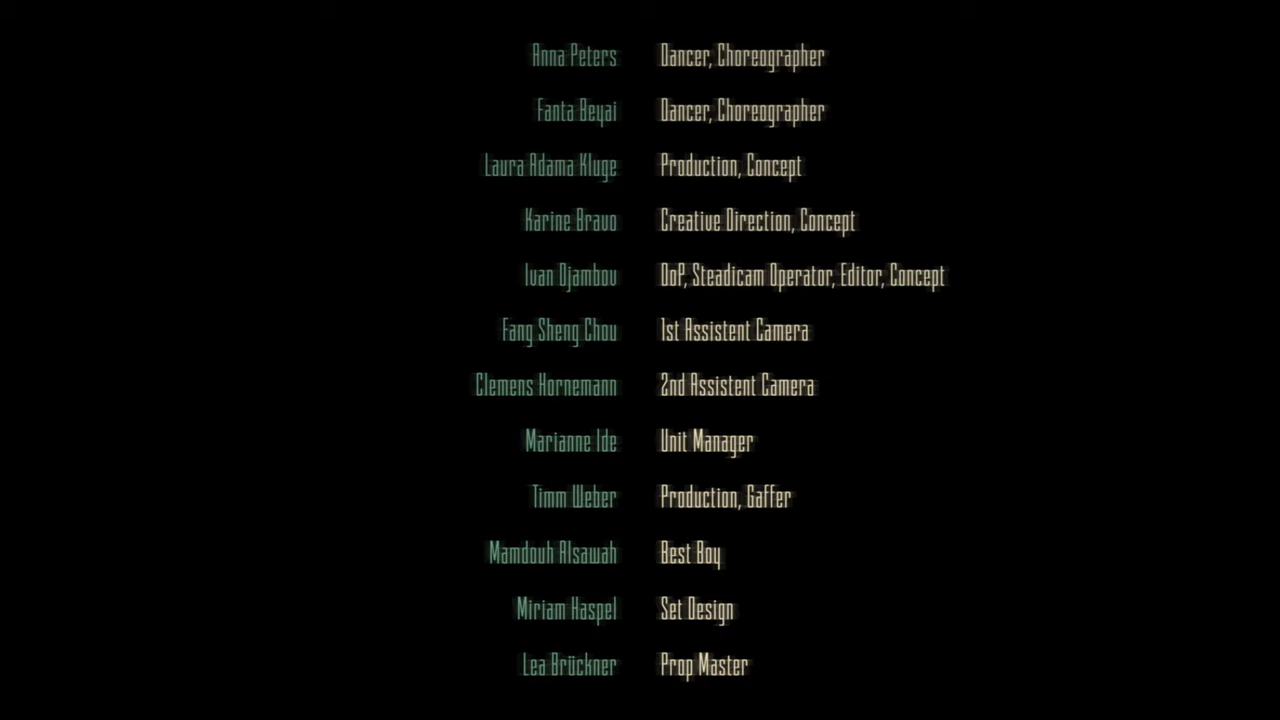 Anna Peters Dancer, Choreographer
Fanta Beyai Dancer, Choreographer
Laura Adama Kluge Production, Concept
Karine Bravo Creative Direction, Concept
Ivan Djambov DoP, Steadicam Operator, Editor, Concept
Fang Sheng Chou 1st Assistent Camera
Clemens Hornemann 2nd Assistent Camera
Marianne Ide Unit Manager
Timm Weber Production, Gaffer
Mamdouh Alsawah Best Boy
Miriam Haspel Set Design
Lea Brückner Prop Master